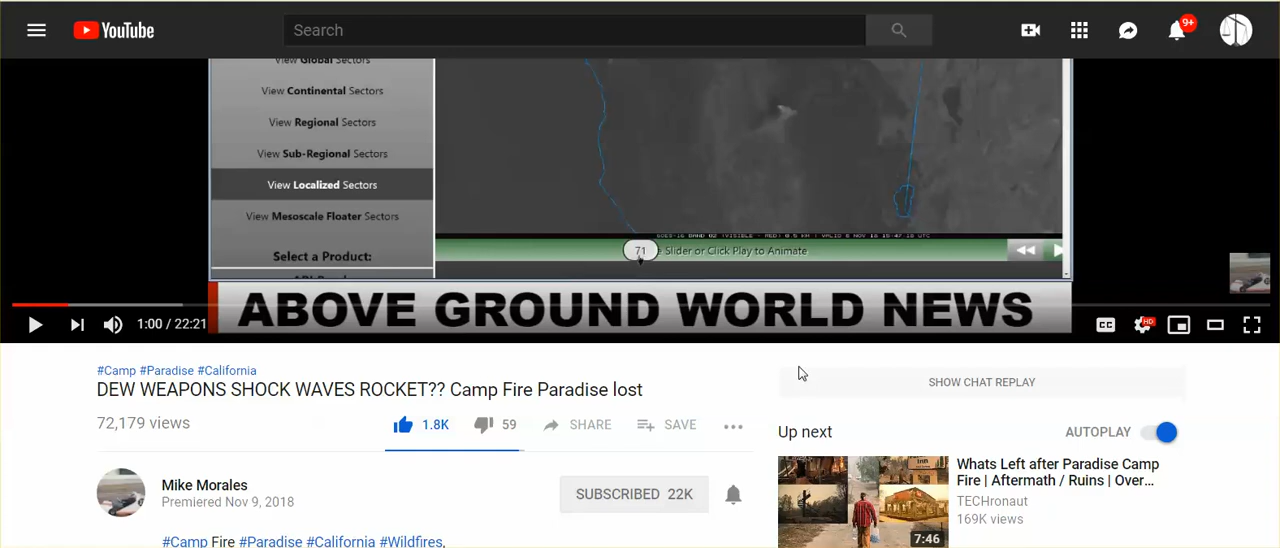 YouTube
Search
9+
View Global Sectors
View Continental Sectors
View Regional Sectors
View Sub-Regional Sectors
View Localized Sectors
View Mesoscale Floater Sectors
Select a Product:
71
Slider or Click Play to Animate
ABOVE GROUND WORLD NEWS
1:00 / 22:21
CC
HD
#Camp #Paradise #California
DEW WEAPONS SHOCK WAVES ROCKET?? Camp Fire Paradise lost
72,179 views
1.8K
59
SHARE
SAVE
Mike Morales
Premiered Nov 9, 2018
SUBSCRIBED 22K
#Camp Fire #Paradise #California #Wildfires,
SHOW CHAT REPLAY
Up next
AUTOPLAY
Whats Left after Paradise Camp
Fire | Aftermath / Ruins | Over...
TECHronaut
169K views
7:46